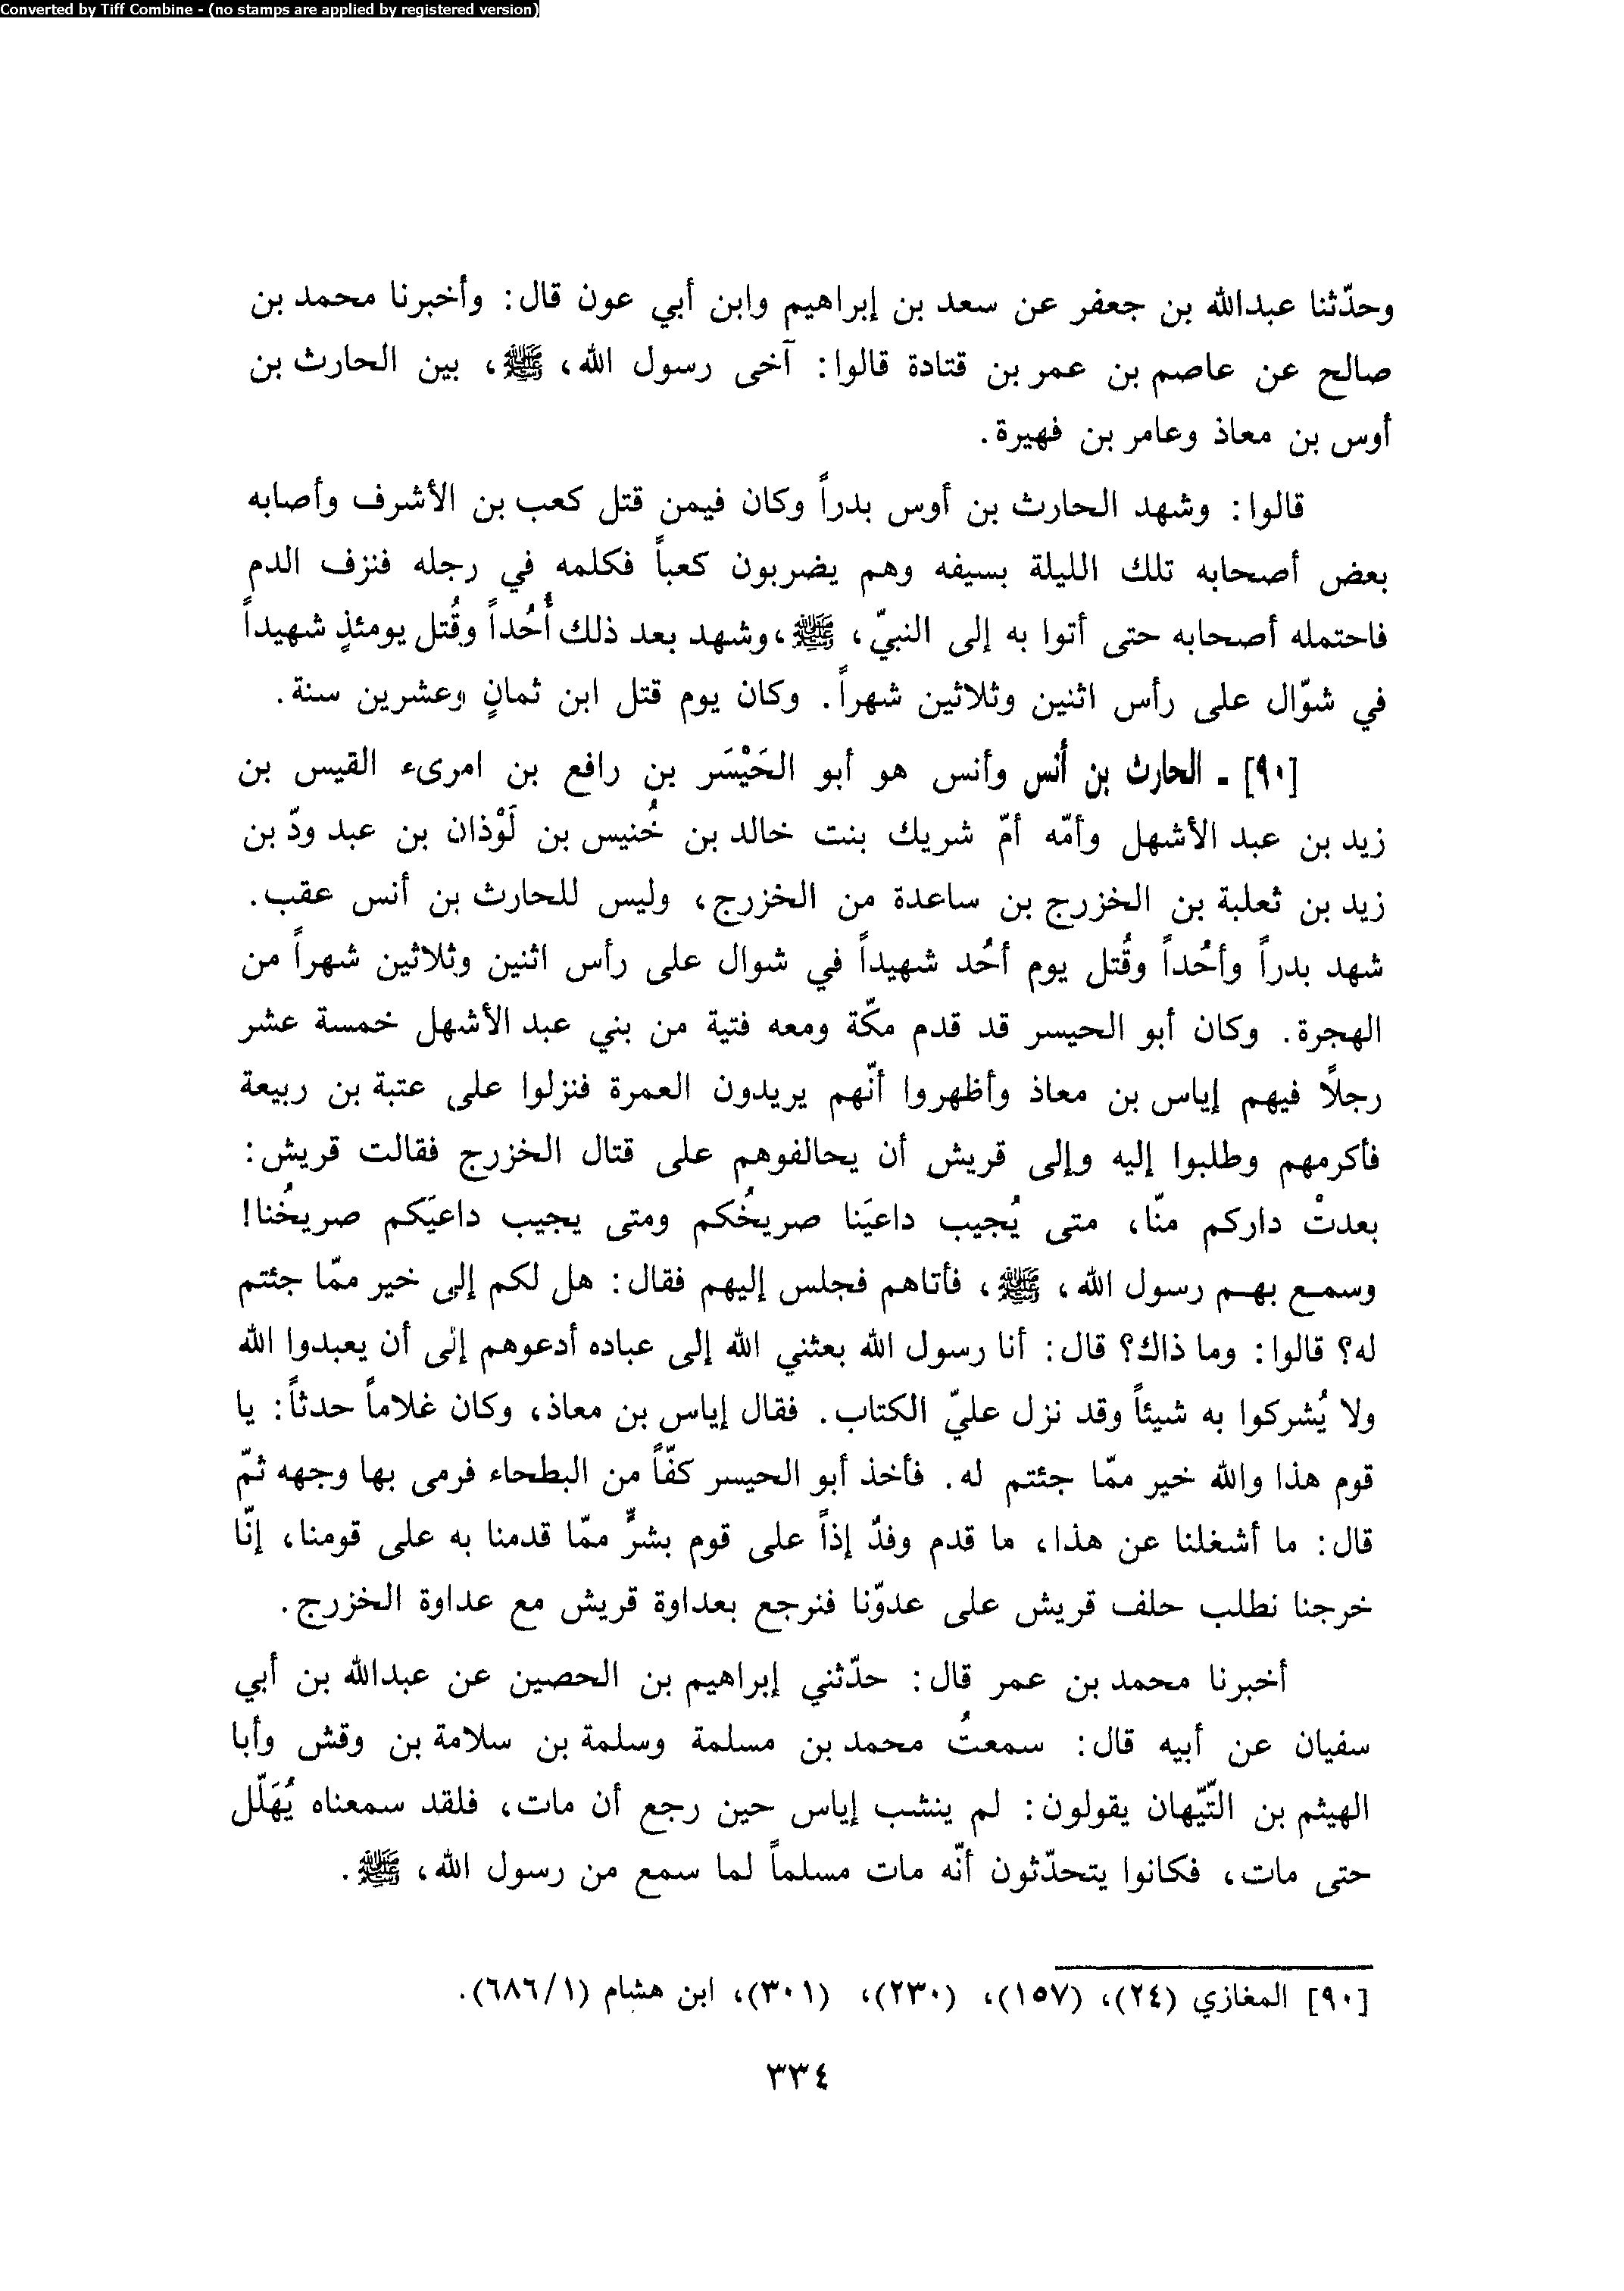 Converted by Tiff Combine - (no stamps are applied by registered version)
وحدّثنا عبدالله بن جعفر عن سعد بن إبراهيم وابن أبي عون قال: وأخبرنا محمد بن
صالح عن عاصم بن عمر بن قتادة قالوا: آخى رسول الله، ﷺ، بين الحارث بن
أوس بن معاذ وعامر بن فهيرة.
قالوا: وشهد الحارث بن أوس بدراً وكان فيمن قتل كعب بن الأشرف وأصابه
بعض أصحابه تلك الليلة بسيفه وهم يضربون كعباً فكلمه في رجله فنزف الدم
فاحتمله أصحابه حتى أتوا به إلى النبيّ، ﷺ، وشهد بعد ذلك أُحُداً وقُتل يومئذٍ شهيداً
في شوّال على رأس اثنين وثلاثين شهراً. وكان يوم قتل ابن ثمانٍ وعشرين سنة.
[٩٠] ـ الحارث بن أنس وأنس هو أبو الحَيْسَر بن رافع بن امرىء القيس بن
زيد بن عبد الأشهل وأمّه أمّ شريك بنت خالد بن خُنيس بن لَوْذان بن عبد ودّ بن
زيد بن ثعلبة بن الخزرج بن ساعدة من الخزرج، وليس للحارث بن أنس عقب.
شهد بدراً وأحُداً وقُتل يوم أحُد شهيداً في شوال على رأس اثنين وثلاثين شهراً من
الهجرة. وكان أبو الحيسر قد قدم مكّة ومعه فتية من بني عبد الأشهل خمسة عشر
رجلاً فيهم إياس بن معاذ وأظهروا أنّهم يريدون العمرة فنزلوا على عتبة بن ربيعة
فأكرمهم وطلبوا إليه وإلى قريش أن يحالفوهم على قتال الخزرج فقالت قريش:
بعدتْ داركم منّا، متى يُجيب داعيَنا صريخُكم ومتى يجيب داعيَكم صريخُنا!
وسمع بهم رسول الله، ﷺ، فأتاهم فجلس إليهم فقال: هل لكم إلى خير ممّا جئتم
له؟ قالوا: وما ذاك؟ قال: أنا رسول الله بعثني الله إلى عباده أدعوهم إلى أن يعبدوا الله
ولا يُشركوا به شيئاً وقد نزل عليّ الكتاب. فقال إياس بن معاذ، وكان غلاماً حدثاً: يا
قوم هذا والله خير ممّا جئتم له. فأخذ أبو الحيسر كفّاً من البطحاء فرمى بها وجهه ثمّ
قال: ما أشغلنا عن هذا، ما قدم وفدٌ إذاً على قوم بشرٍّ ممّا قدمنا به على قومنا، إنّا
خرجنا نطلب حلف قريش على عدوّنا فنرجع بعداوة قريش مع عداوة الخزرج.
أخبرنا محمد بن عمر قال: حدّثني إبراهيم بن الحصين عن عبدالله بن أبي
سفيان عن أبيه قال: سمعتُ محمد بن مسلمة وسلمة بن سلامة بن وقش وأبا
الهيثم بن التَّيِّهان يقولون: لم ينشب إياس حين رجع أن مات، فلقد سمعناه يُهَلّل
حتى مات، فكانوا يتحدّثون أنّه مات مسلماً لما سمع من رسول الله، ﷺ.
[٩٠] المغازي (٢٤)، (١٥٧)، (٢٣٠)، (٣٠١)، ابن هشام (٦٨٦/١).
٣٣٤